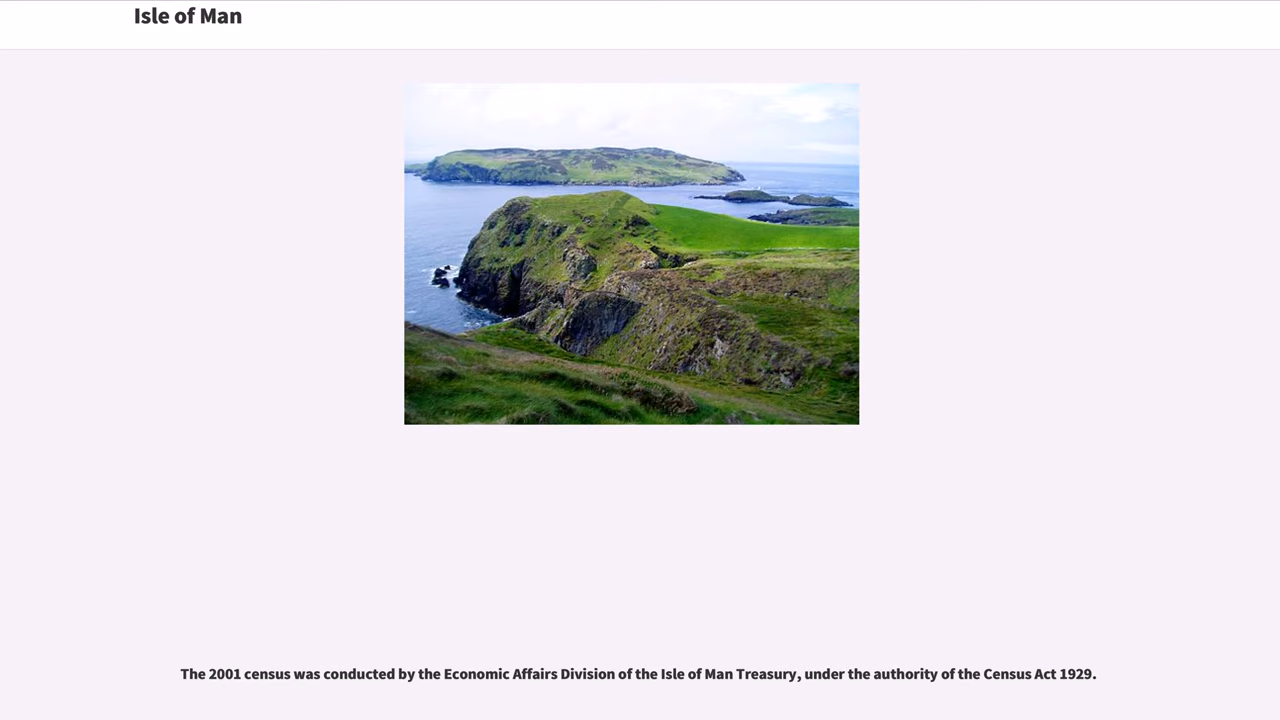 Isle of Man
The 2001 census was conducted by the Economic Affairs Division of the Isle of Man Treasury, under the authority of the Census Act 1929.